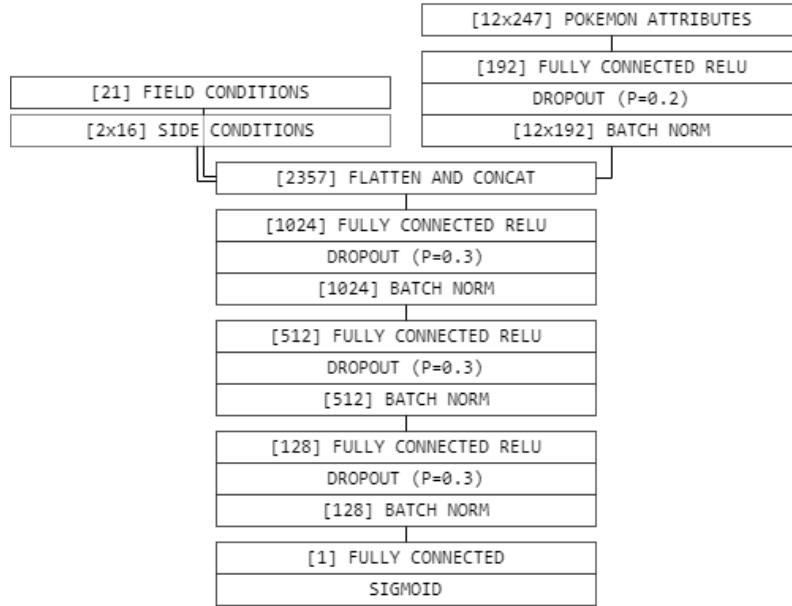 [12x247] POKEMON ATTRIBUTES
[192] FULLY CONNECTED RELU
DROPOUT (P=0.2)
[12x192] BATCH NORM
[21] FIELD CONDITIONS
[2x16] SIDE CONDITIONS
[2357] FLATTEN AND CONCAT
[1024] FULLY CONNECTED RELU
DROPOUT (P=0.3)
[1024] BATCH NORM
[512] FULLY CONNECTED RELU
DROPOUT (P=0.3)
[512] BATCH NORM
[128] FULLY CONNECTED RELU
DROPOUT (P=0.3)
[128] BATCH NORM
[1] FULLY CONNECTED
SIGMOID